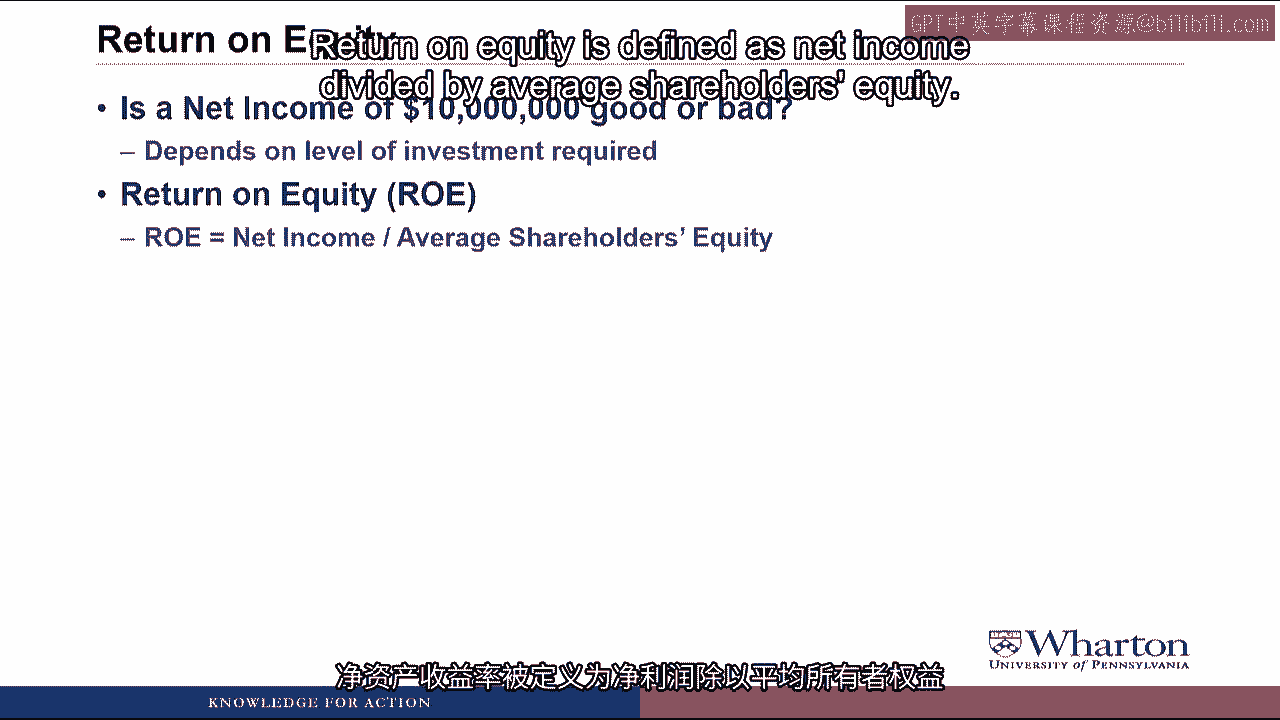 GPT中英字幕课程资源@bilibili.com
Return on Equity
Return on equity is defined as net income
divided by average shareholders' equity.
• Is a Net Income of $10,000,000 good or bad?
– Depends on level of investment required
• Return on Equity (ROE)
– ROE = Net Income / Average Shareholders’ Equity
Wharton
UNIVERSITY of PENNSYLVANIA
净资产收益率被定义为净利润除以平均所有者权益
KNOWLEDGE FOR ACTION